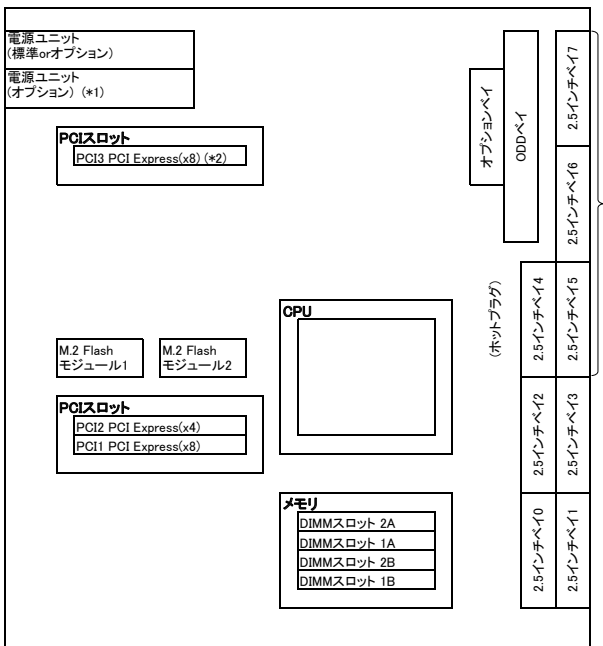 電源ユニット
(標準orオプション)
電源ユニット
(オプション) (*1)
PCIスロット
PCI3 PCI Express(x8) (*2)
オプションベイ
ODDベイ
2.5インチベイ7
2.5インチベイ6
(ホットプラグ)
2.5インチベイ4
2.5インチベイ5
CPU
M.2 Flash
モジュール1
M.2 Flash
モジュール2
PCIスロット
PCI2 PCI Express(x4)
PCI1 PCI Express(x8)
2.5インチベイ2
2.5インチベイ3
メモリ
DIMMスロット 2A
DIMMスロット 1A
DIMMスロット 2B
DIMMスロット 1B
2.5インチベイ0
2.5インチベイ1